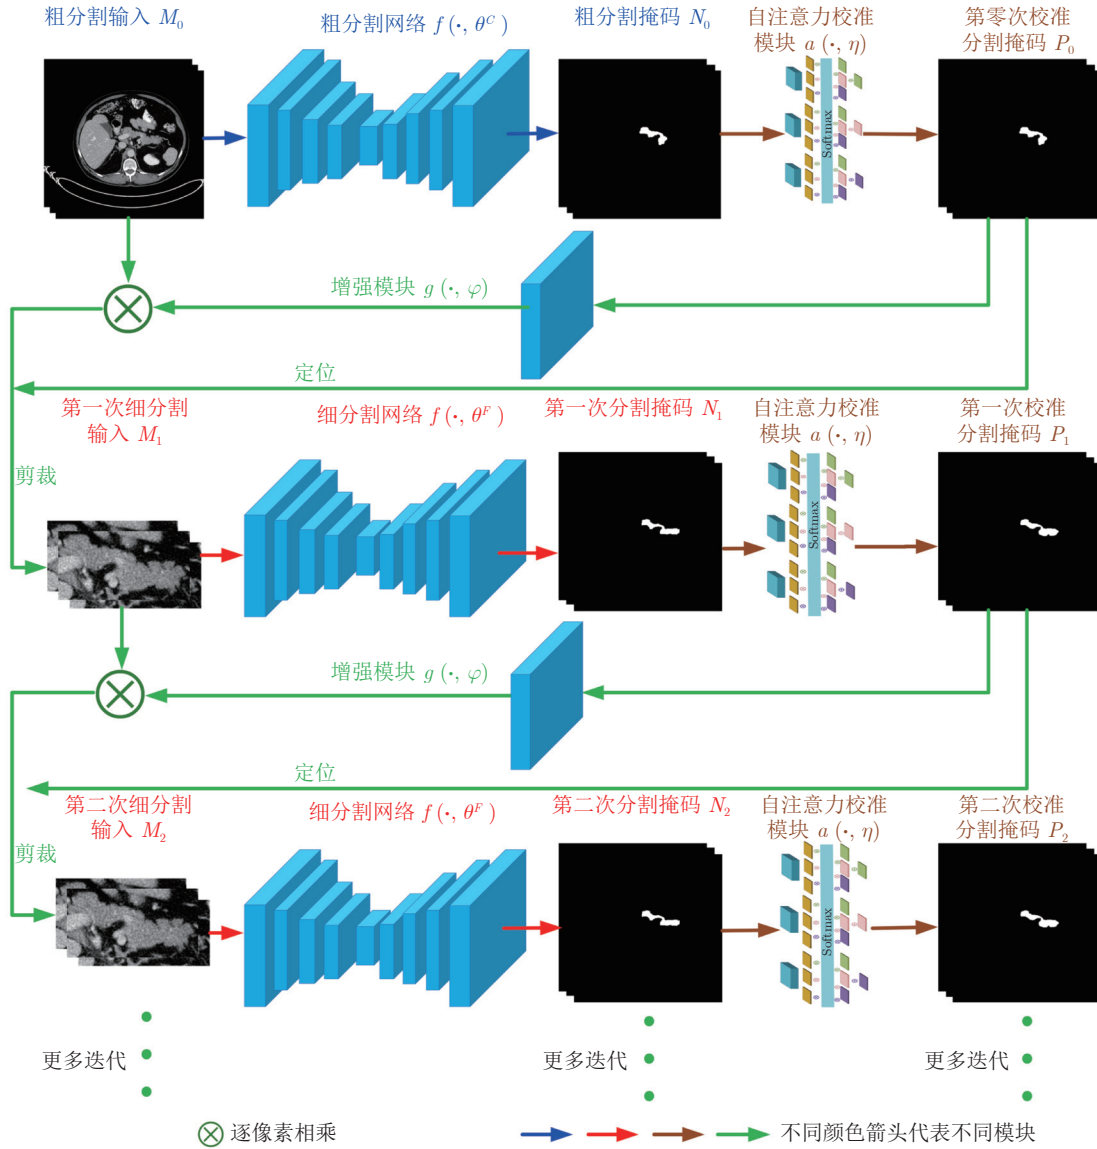 粗分割输入 M₀
粗分割网络 f (·, θᶜ)
粗分割掩码 N₀
自注意力校准
模块 a (·, η)
第零次校准
分割掩码 P₀
Softmax
增强模块 g (·, φ)
定位
第一次细分割
输入 M₁
细分割网络 f (·, θᶠ)
第一次分割掩码 N₁
自注意力校准
模块 a (·, η)
第一次校准
分割掩码 P₁
剪裁
Softmax
增强模块 g (·, φ)
定位
第二次细分割
输入 M₂
细分割网络 f (·, θᶠ)
第二次分割掩码 N₂
自注意力校准
模块 a (·, η)
第二次校准
分割掩码 P₂
剪裁
Softmax
更多迭代
更多迭代
更多迭代
逐像素相乘
不同颜色箭头代表不同模块